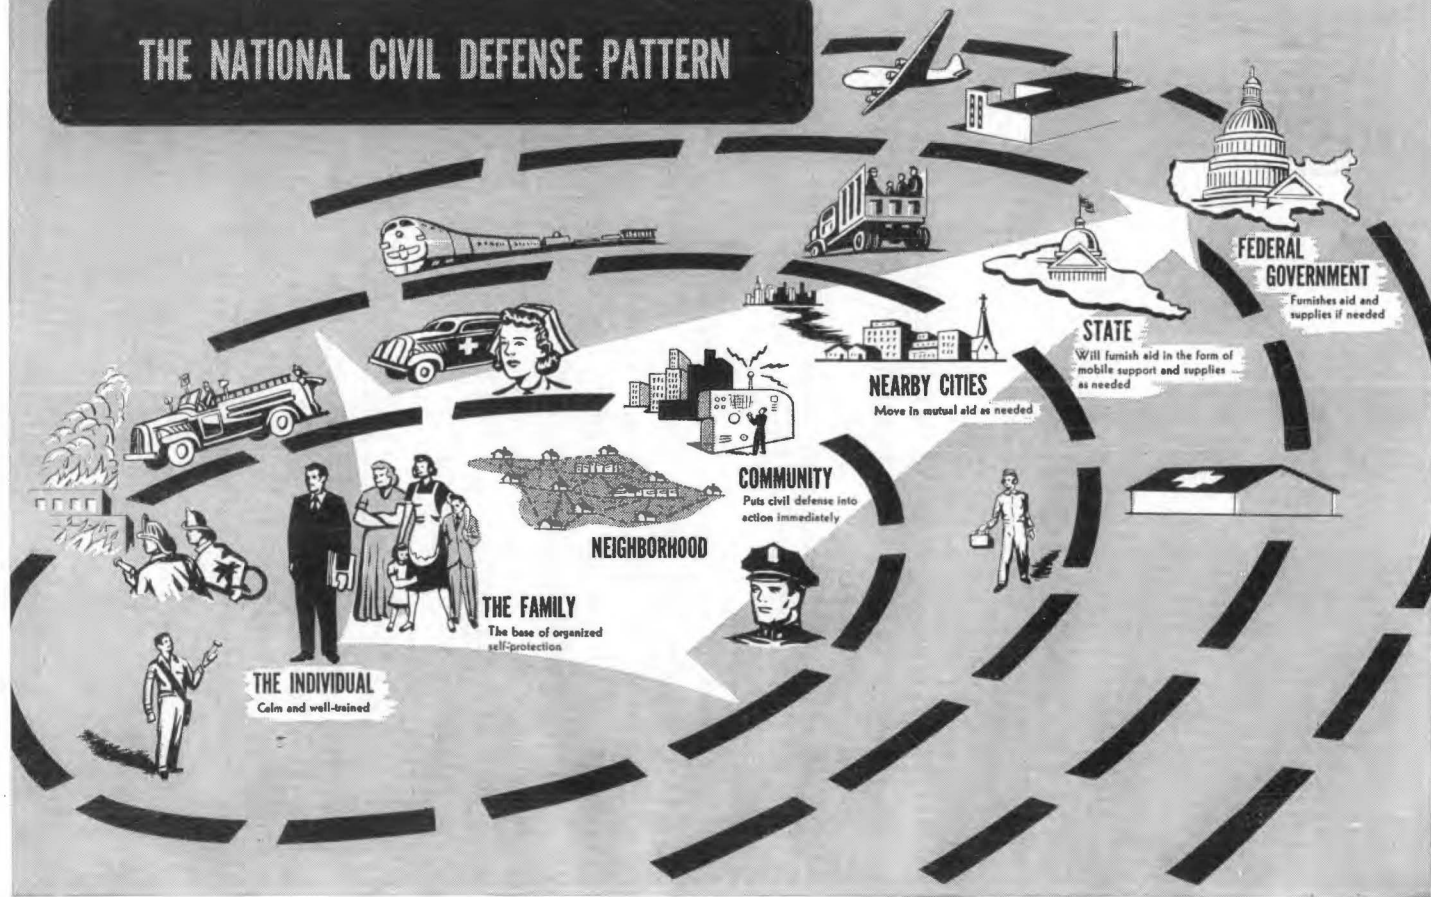 THE NATIONAL CIVIL DEFENSE PATTERN
FEDERAL
GOVERNMENT
Furnishes aid and
supplies if needed
STATE
Will furnish aid in the form of
mobile support and supplies
as needed
NEARBY CITIES
Move in mutual aid as needed
COMMUNITY
Puts civil defense into
action immediately
NEIGHBORHOOD
THE FAMILY
The base of organized
self-protection
THE INDIVIDUAL
Calm and well-trained